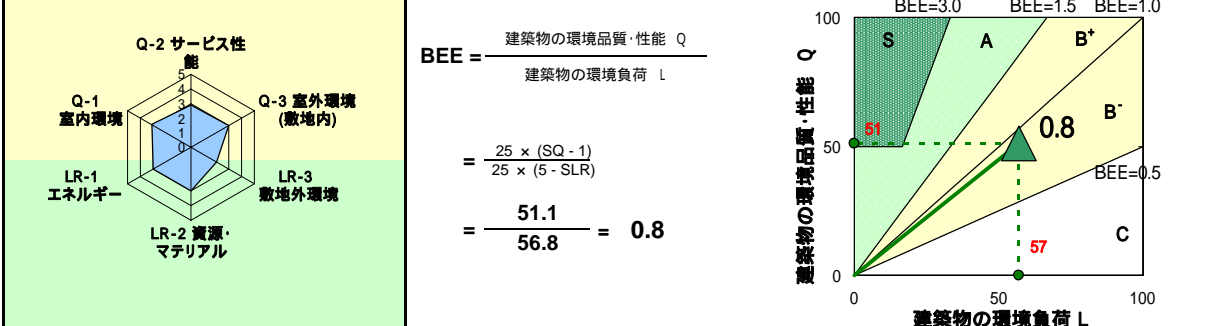 Q-2 サービス性
能
5
4
3
2
1
0
Q-1
室内環境
Q-3 室外環境
(敷地内)
LR-1
エネルギー
LR-3
敷地外環境
LR-2 資源・
マテリアル
BEE =
建築物の環境品質・性能 Q
建築物の環境負荷 L
= 25 × (SQ - 1)
25 × (5 - SLR)
= 51.1
56.8
= 0.8
BEE=3.0 BEE=1.5 BEE=1.0
100
S A B+
B-
0.8
51
50
BEE=0.5
C
57
0
0 50 100
建築物の環境品質・性能 Q
建築物の環境負荷 L